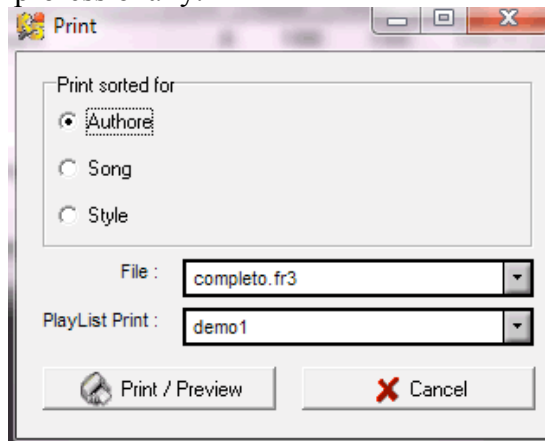 Print
Print sorted for
Authore
Song
Style
File :
completo.fr3
PlayList Print :
demo1
Print / Preview
Cancel